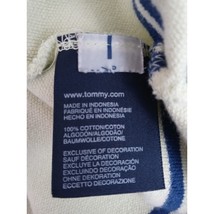 www.tommy.com
MADE IN INDONESIA
FABRIQUÉ EN INDONÉSIE
HECHO EN INDONESIA
100% COTTON/COTON
ALGODÓN/ALGODÃO/
BAUMWOLLE/COTONE
EXCLUSIVE OF DECORATION
SAUF DÉCORATION
EXCLUYE LA DECORACIÓN
EXCLUI DECORAÇÃO
OHNE DEKORATION
ECCETTO DECORAZIONE